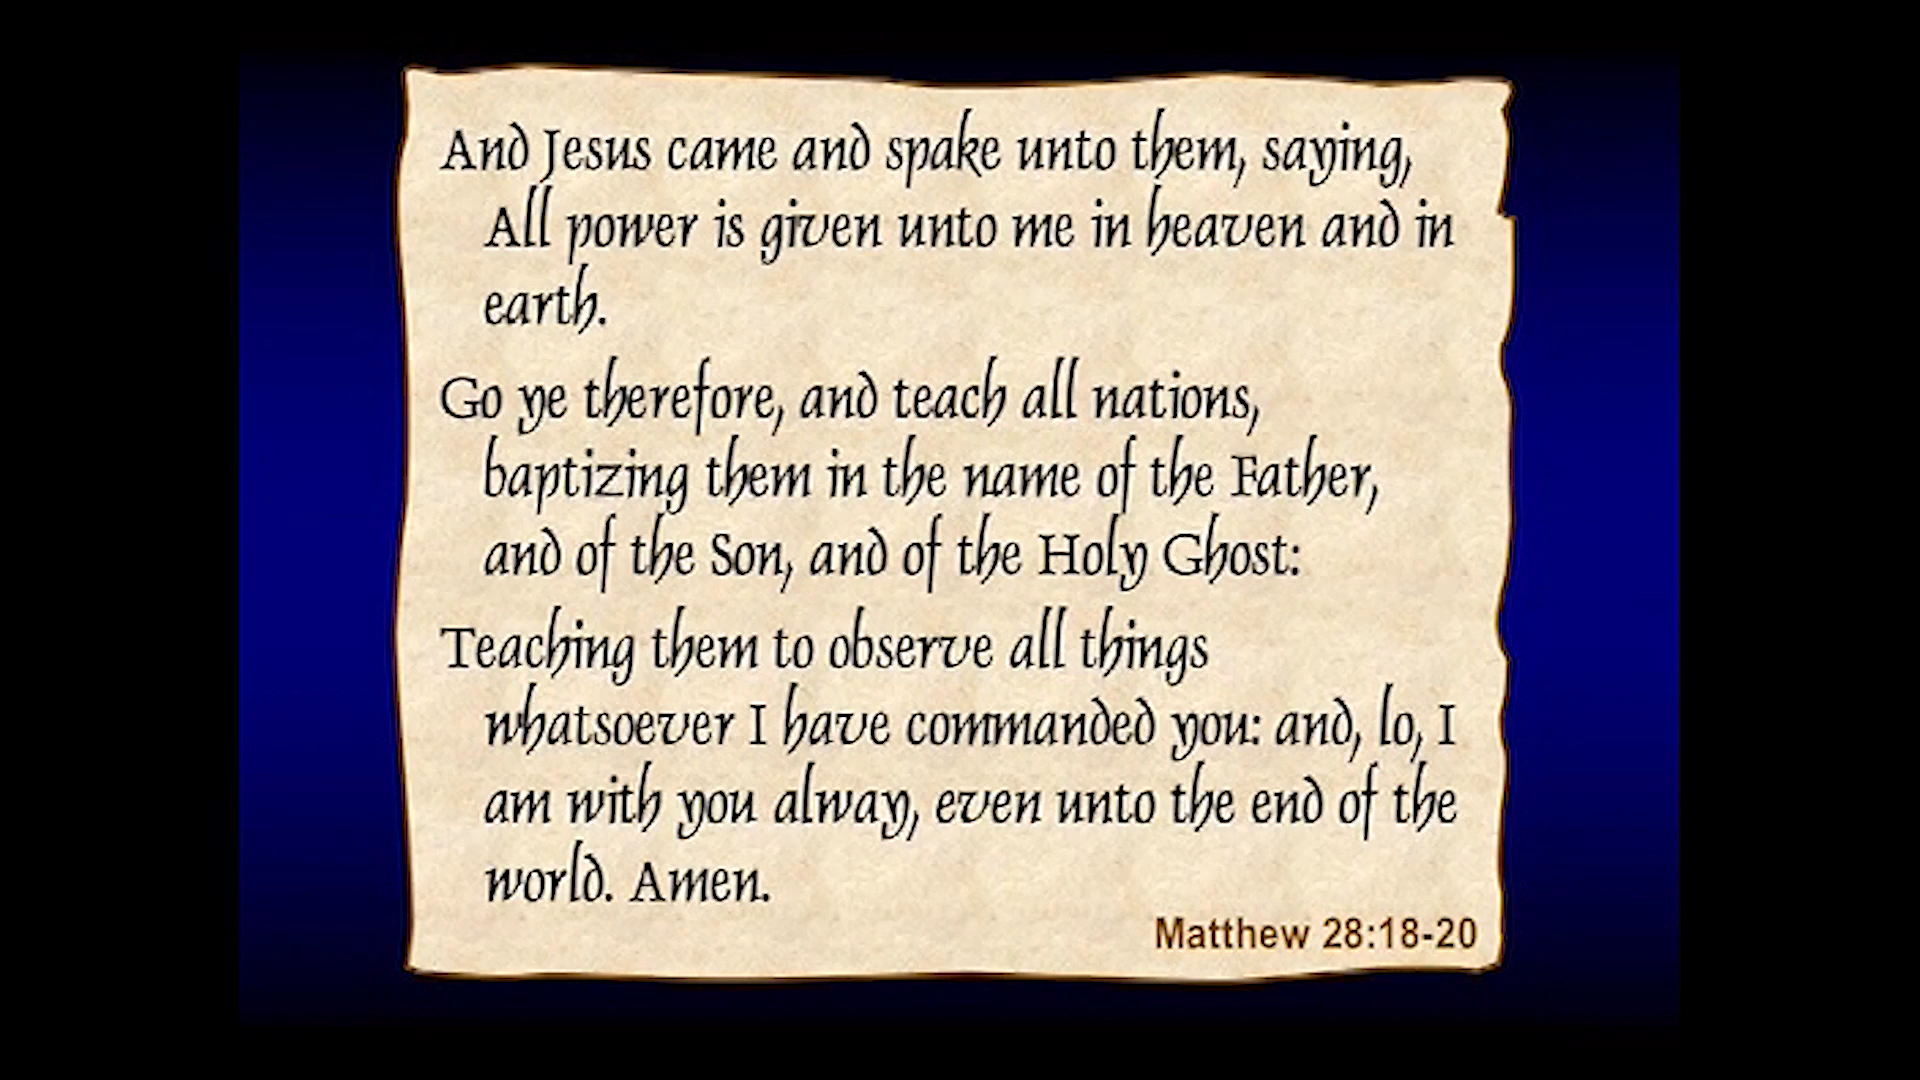 And Jesus came and spake unto them, saying,
All power is given unto me in heaven and in
earth.
Go ye therefore, and teach all nations,
baptizing them in the name of the Father,
and of the Son, and of the Holy Ghost:
Teaching them to observe all things
whatsoever I have commanded you: and, lo, I
am with you alway, even unto the end of the
world. Amen.
Matthew 28:18-20